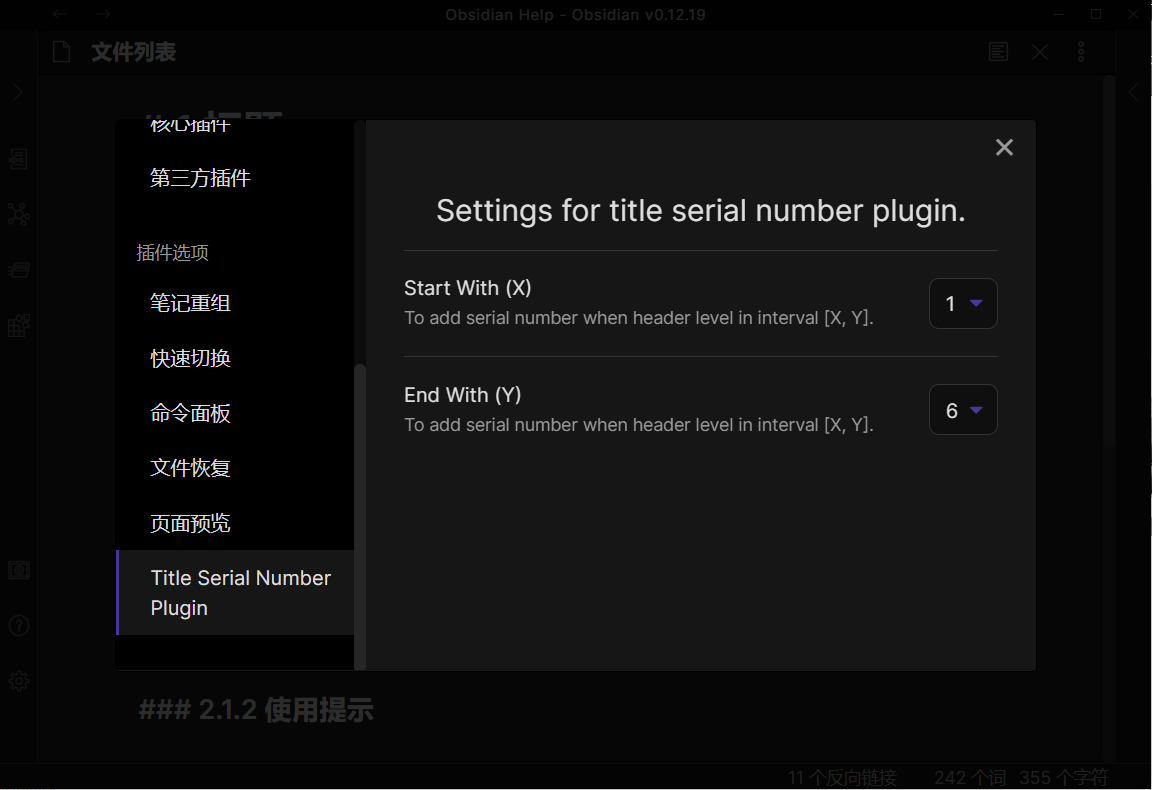 Obsidian Help - Obsidian v0.12.19
文件列表
核心插件
第三方插件
插件选项
笔记重组
快速切换
命令面板
文件恢复
页面预览
Title Serial Number
Plugin
Settings for title serial number plugin.
Start With (X)
To add serial number when header level in interval [X, Y].
1
End With (Y)
To add serial number when header level in interval [X, Y].
6
### 2.1.2 使用提示
11 个反向链接 242 个词 355 个字符